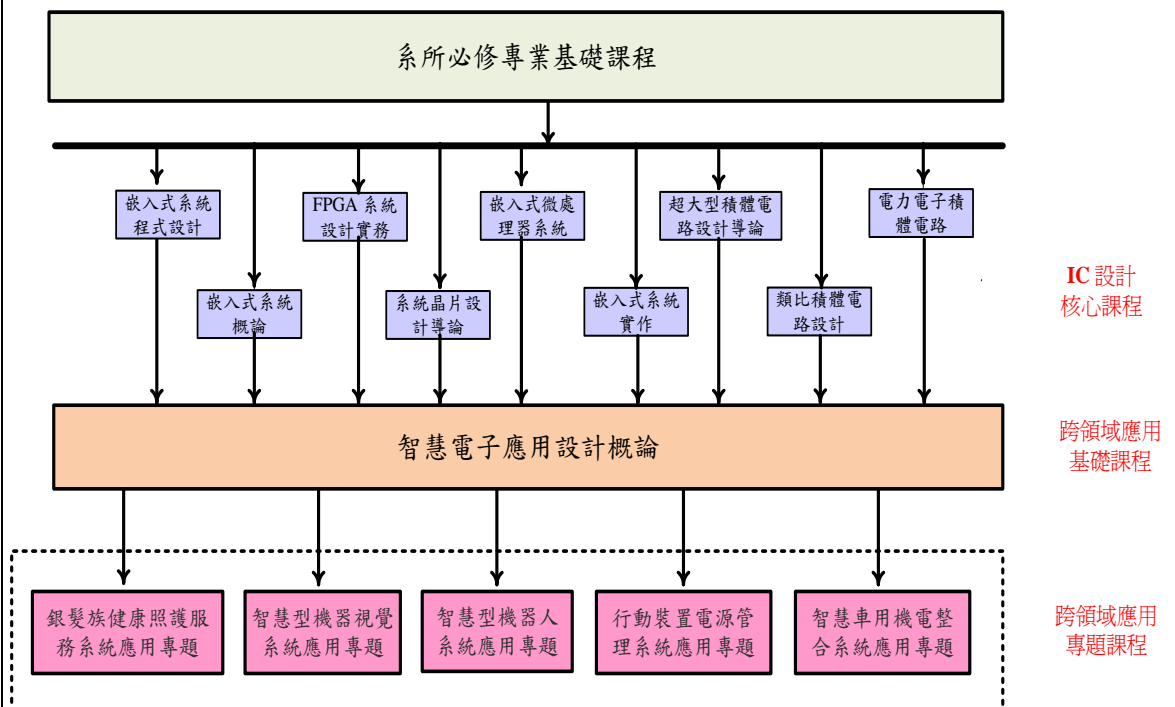 系所必修專業基礎課程
嵌入式系統
程式設計
FPGA 系統
設計實務
嵌入式微處
理器系統
超大型積體電
路設計導論
電力電子積
體電路
嵌入式系統
概論
系統晶片設
計導論
嵌入式系統
實作
類比積體電
路設計
IC 設計
核心課程
智慧電子應用設計概論
跨領域應用
基礎課程
銀髮族健康照護服
務系統應用專題
智慧型機器視覺
系統應用專題
智慧型機器人
系統應用專題
行動裝置電源管
理系統應用專題
智慧車用機電整
合系統應用專題
跨領域應用
專題課程